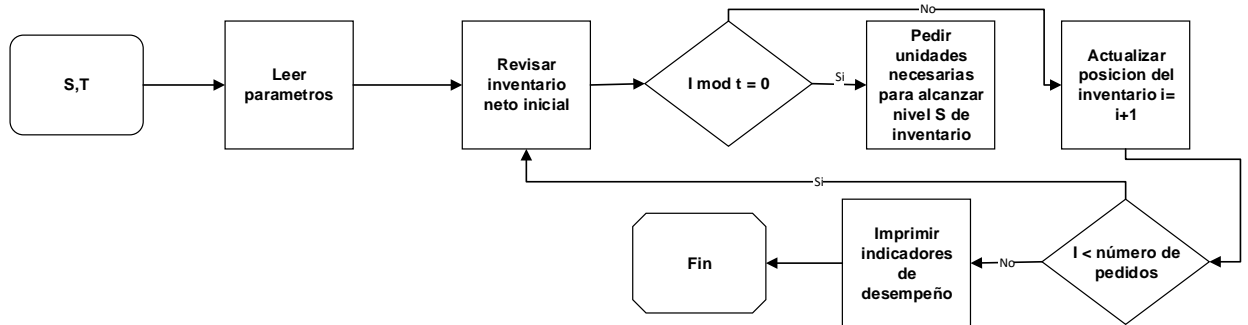 S,T
Leer
parametros
Revisar
inventario
neto inicial
I mod t = 0
No
Si
Pedir
unidades
necesarias
para alcanzar
nivel S de
inventario
Actualizar
posicion del
inventario i=
i+1
Si
I < número de
pedidos
No
Imprimir
indicadores
de
desempeño
Fin